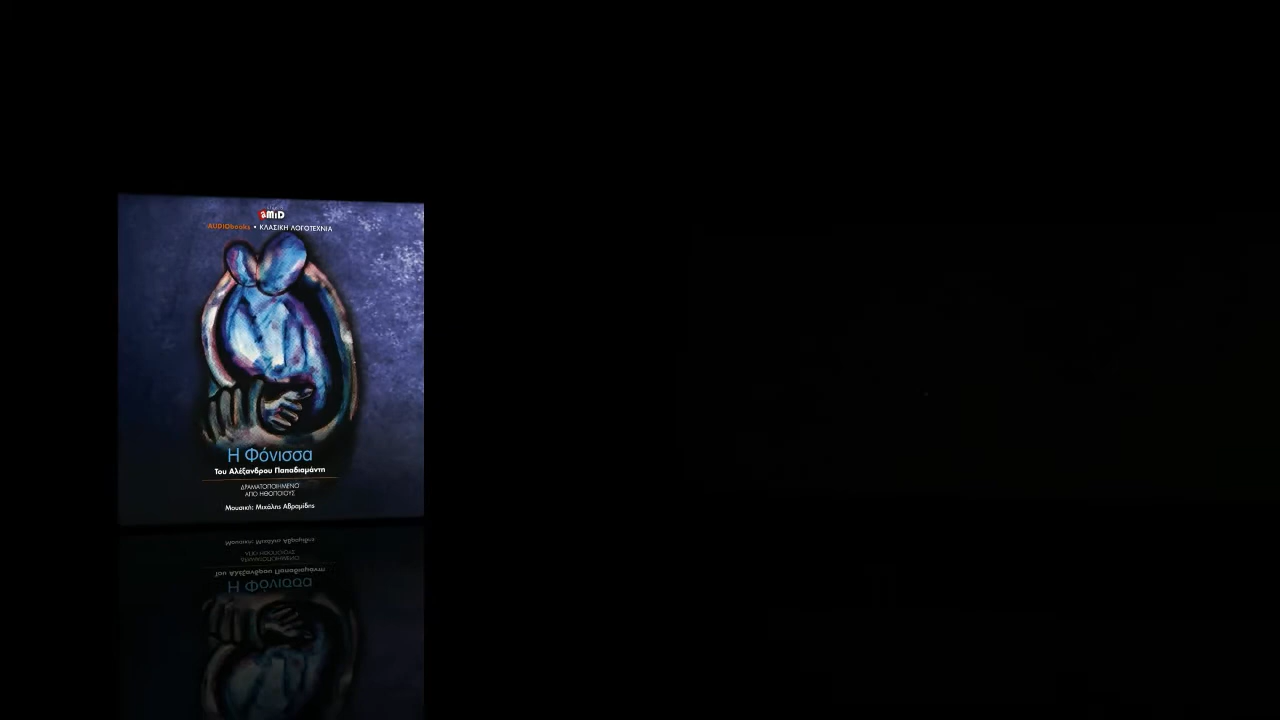 aMiD
AUDIObooks • ΚΛΑΣΙΚΗ ΛΟΓΟΤΕΧΝΙΑ
Η Φόνισσα
Του Αλέξανδρου Παπαδιαμάντη
ΔΡΑΜΑΤΟΠΟΙΗΜΕΝΟ
ΑΠΟ ΗΘΟΠΟΙΟΥΣ
Μουσική: Μιχάλης Αβραμίδης